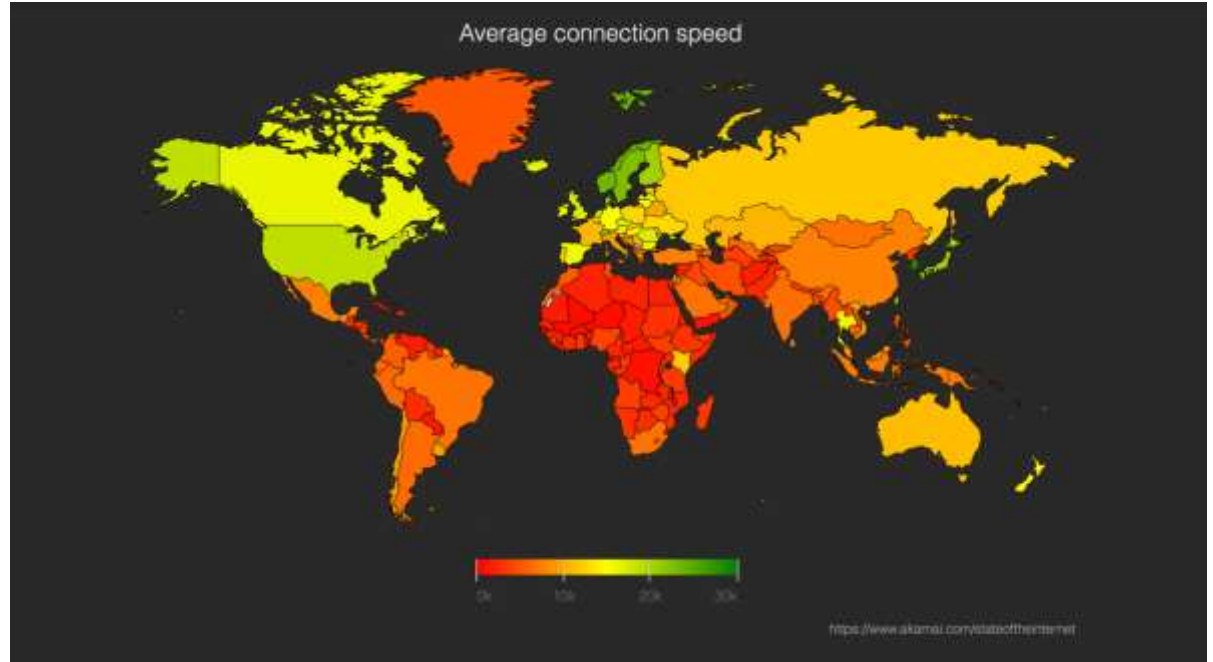 Average connection speed
0k 10k 20k 30k
https://www.akamai.com/stateoftheinternet